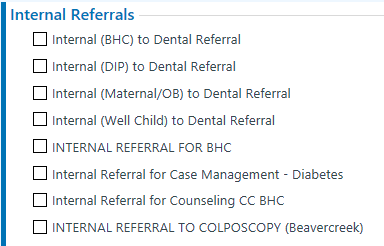 Internal Referrals
Internal (BHC) to Dental Referral
Internal (DIP) to Dental Referral
Internal (Maternal/OB) to Dental Referral
Internal (Well Child) to Dental Referral
INTERNAL REFERRAL FOR BHC
Internal Referral for Case Management - Diabetes
Internal Referral for Counseling CC BHC
INTERNAL REFERRAL TO COLPOSCOPY (Beavercreek)